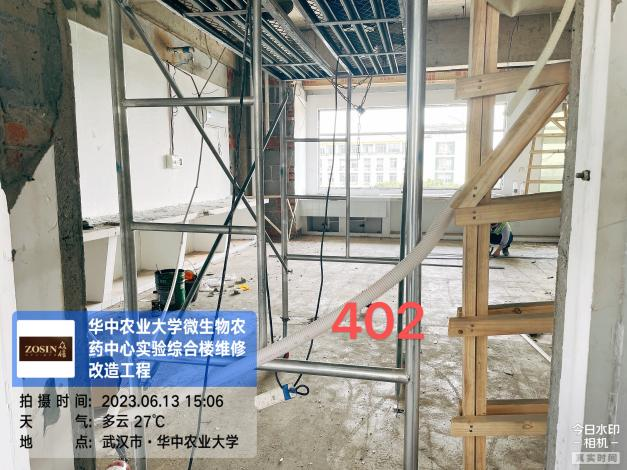 402
ZOSIN
众信
华中农业大学微生物农
药中心实验综合楼维修
改造工程
拍摄时间: 2023.06.13 15:06
天气: 多云 27℃
地点: 武汉市·华中农业大学
今日水印
相机
真实时间